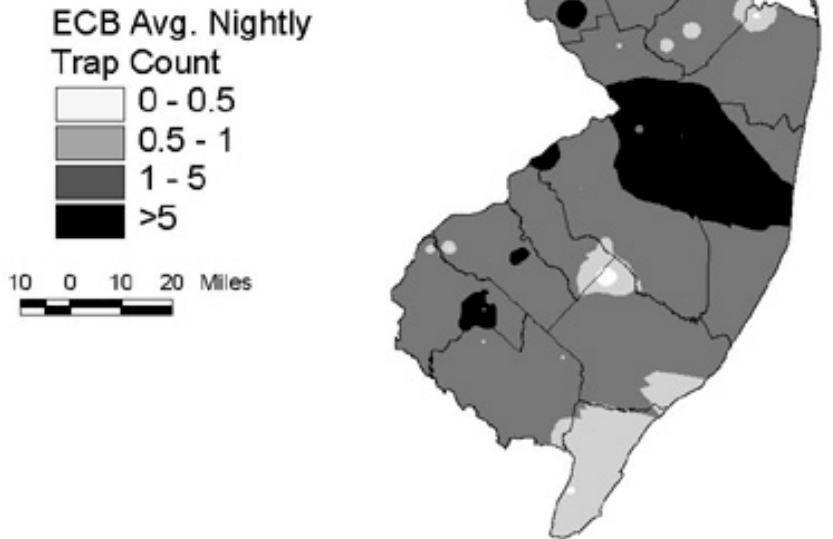 ECB Avg. Nightly
Trap Count
0 - 0.5
0.5 - 1
1 - 5
>5
10 0 10 20 Miles